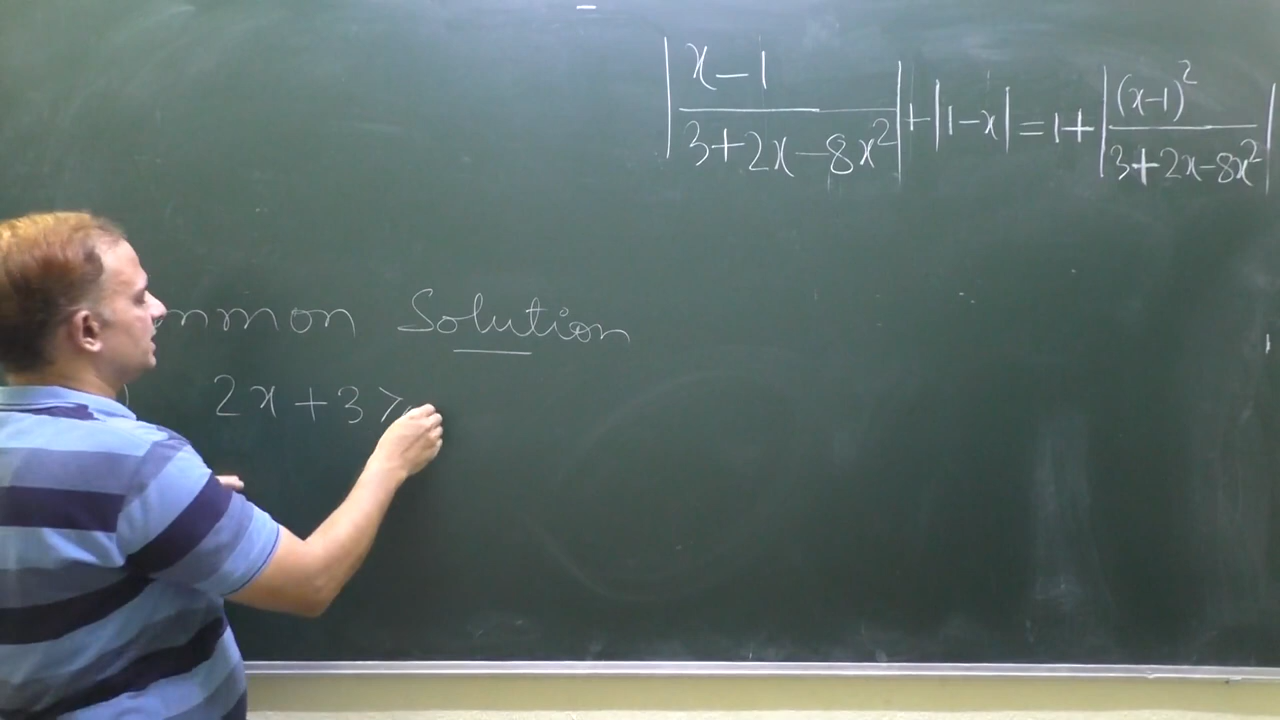 |x-1 / 3+2x-8x²| + |1-x| = 1 + |(x-1)² / 3+2x-8x²|
Solution
2x+3>